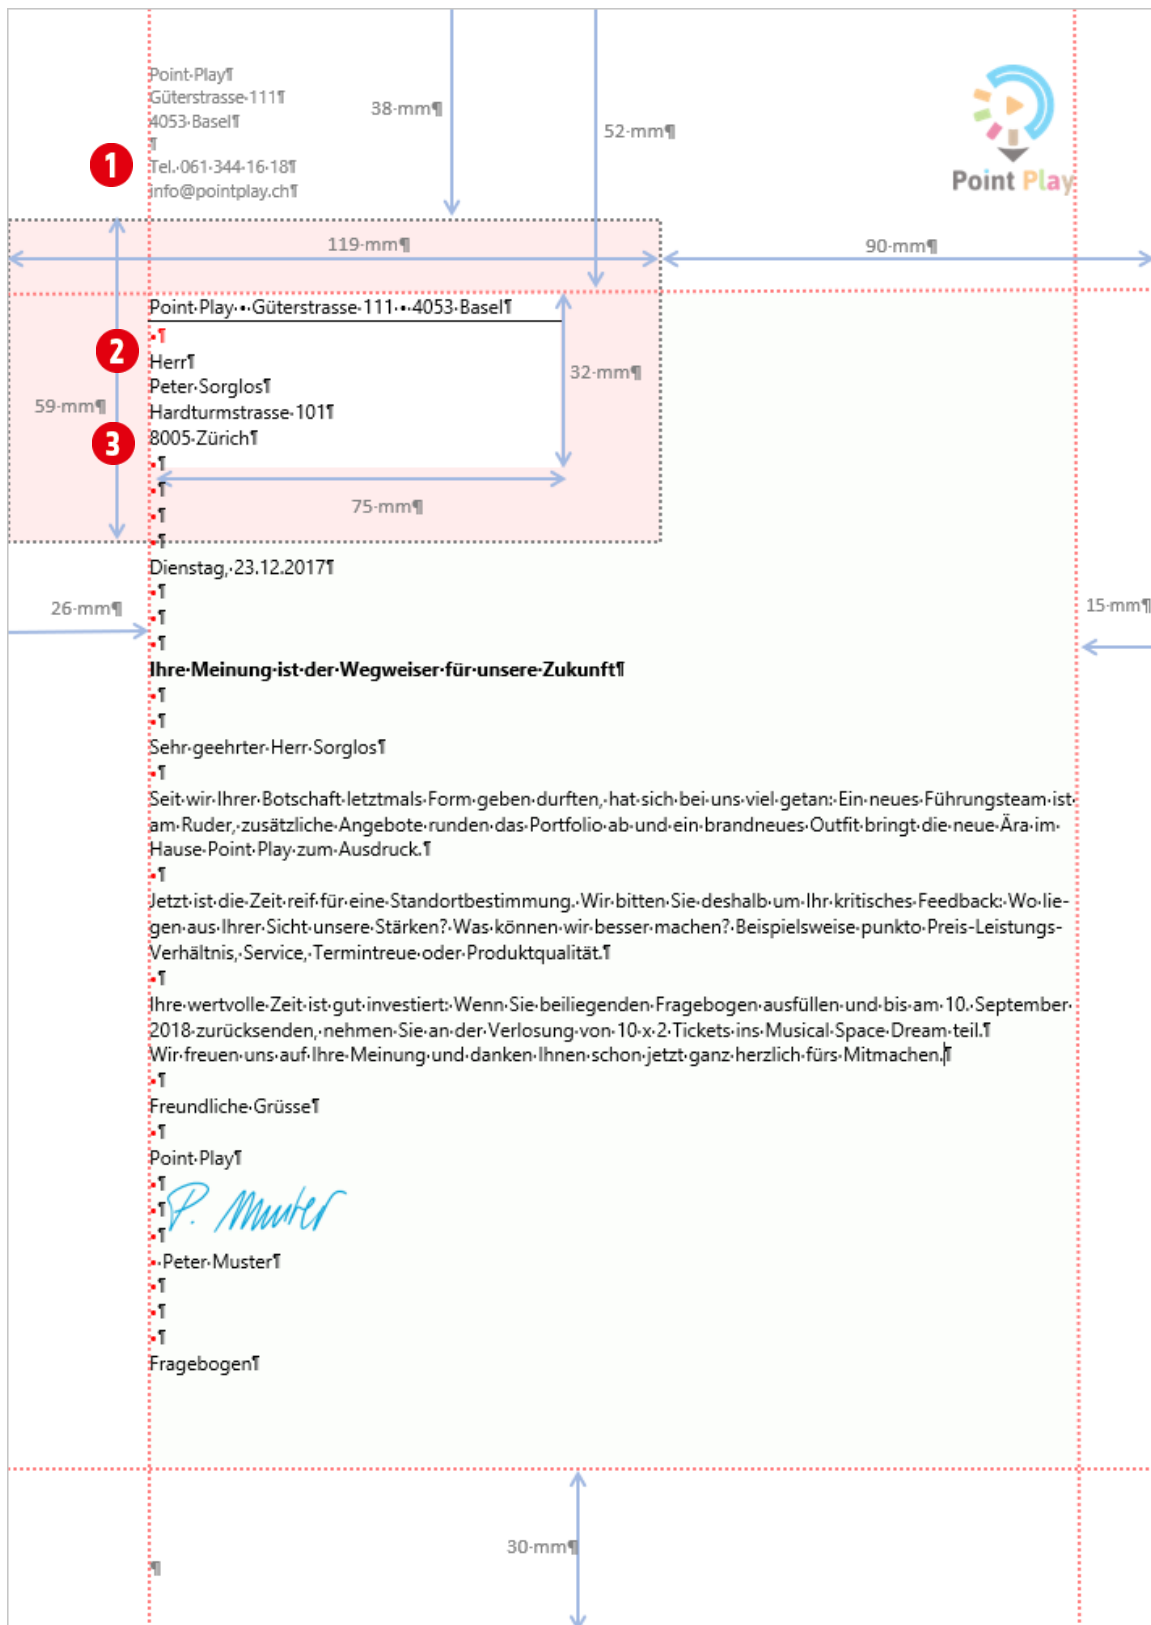 Point·Play¶
Güterstrasse·111¶
4053·Basel¶
¶
Tel.·061·344·16·18¶
info@pointplay.ch¶
38·mm¶
52·mm¶
Point Play
1
119·mm¶
90·mm¶
Point·Play·•·Güterstrasse·111·•·4053·Basel¶
·¶
2
Herr¶
Peter·Sorglos¶
Hardturmstrasse·101¶
8005·Zürich¶
32·mm¶
59·mm¶
3
·¶
·¶
75·mm¶
·¶
·¶
Dienstag,·23.12.2017¶
·¶
26·mm¶
15·mm¶
·¶
·¶
Ihre·Meinung·ist·der·Wegweiser·für·unsere·Zukunft¶
·¶
·¶
Sehr·geehrter·Herr·Sorglos¶
·¶
Seit·wir·Ihrer·Botschaft·letztmals·Form·geben·durften,·hat·sich·bei·uns·viel·getan:·Ein·neues·Führungsteam·ist·
am·Ruder,·zusätzliche·Angebote·runden·das·Portfolio·ab·und·ein·brandneues·Outfit·bringt·die·neue·Ära·im·
Hause·Point·Play·zum·Ausdruck.¶
·¶
Jetzt·ist·die·Zeit·reif·für·eine·Standortbestimmung.·Wir·bitten·Sie·deshalb·um·Ihr·kritisches·Feedback:·Wo·lie-
gen·aus·Ihrer·Sicht·unsere·Stärken?·Was·können·wir·besser·machen?·Beispielsweise·punkto·Preis-Leistungs-
Verhältnis,·Service,·Termintreue·oder·Produktqualität.¶
·¶
Ihre·wertvolle·Zeit·ist·gut·investiert:·Wenn·Sie·beiliegenden·Fragebogen·ausfüllen·und·bis·am·10.·September·
2018·zurücksenden,·nehmen·Sie·an·der·Verlosung·von·10·x·2·Tickets·ins·Musical·Space·Dream·teil.¶
Wir·freuen·uns·auf·Ihre·Meinung·und·danken·Ihnen·schon·jetzt·ganz·herzlich·fürs·Mitmachen.¶
·¶
Freundliche·Grüsse¶
·¶
Point·Play¶
·¶
·¶
P. Muster
·¶
··Peter·Muster¶
·¶
·¶
·¶
Fragebogen¶
30·mm¶
¶